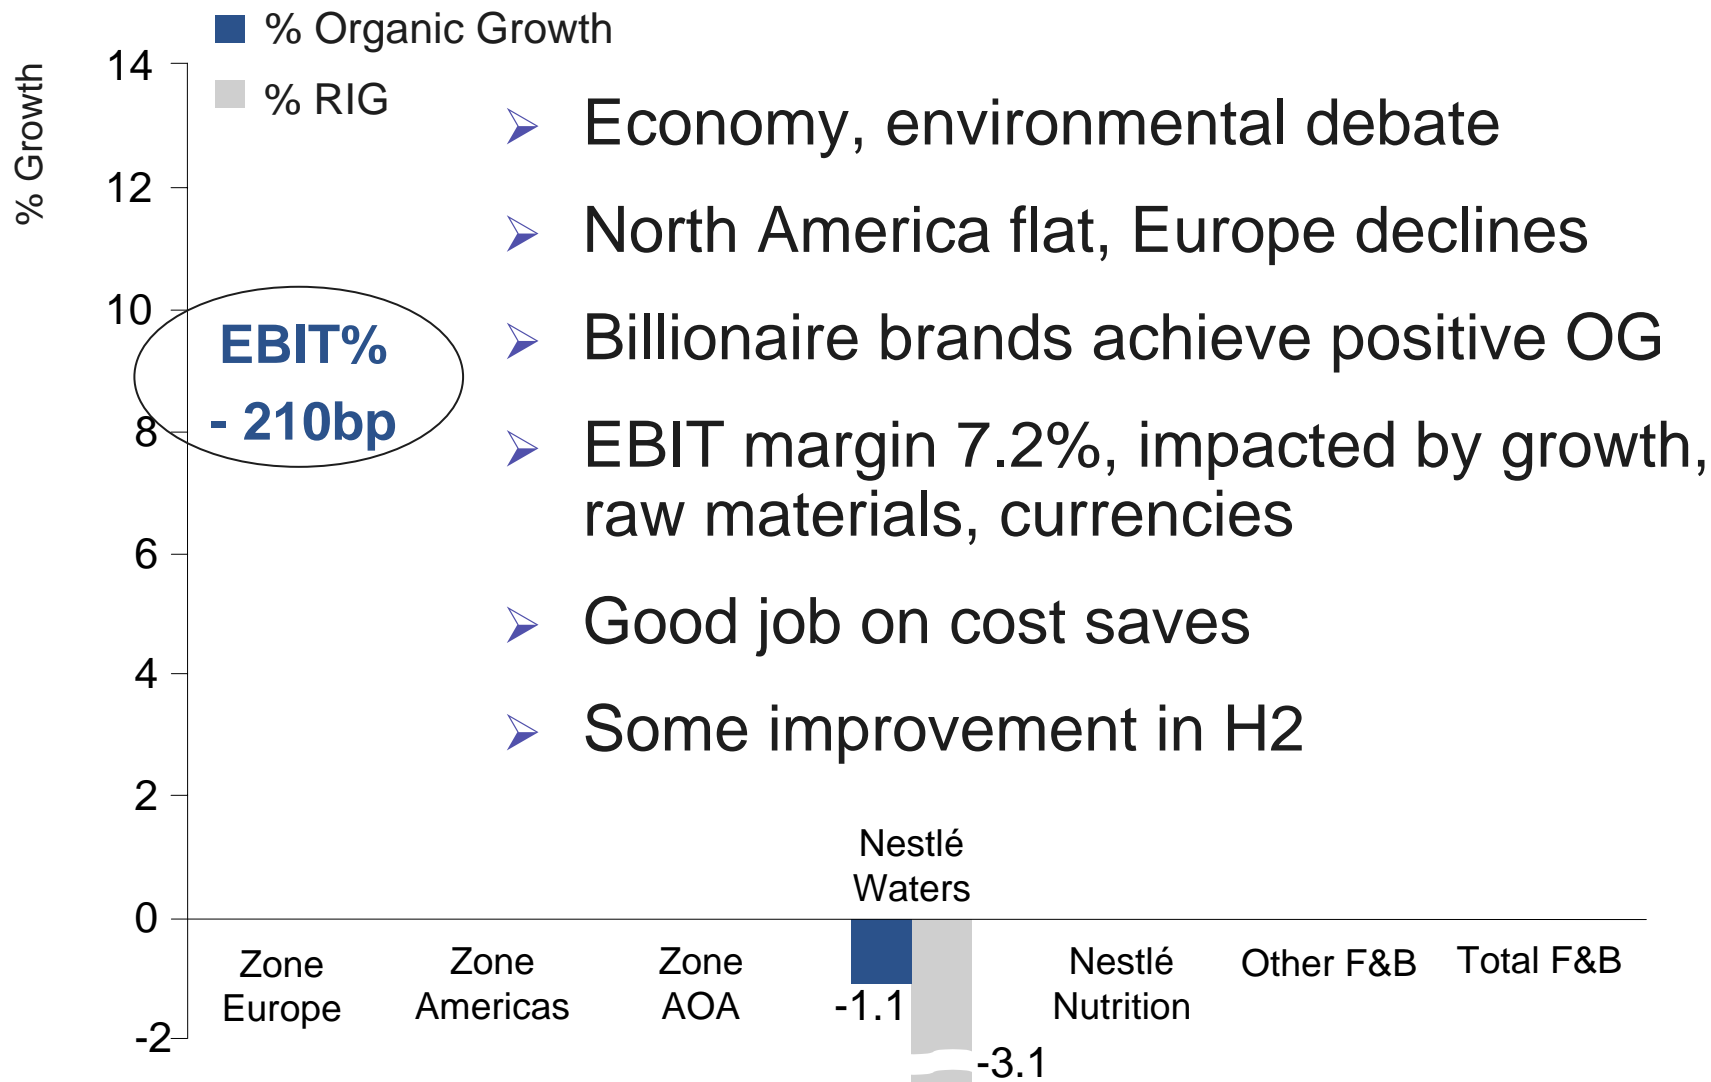 % Organic Growth
% RIG
% Growth
14
12
10
8
6
4
2
0
-2
EBIT%
- 210bp
Economy, environmental debate
North America flat, Europe declines
Billionaire brands achieve positive OG
EBIT margin 7.2%, impacted by growth,
raw materials, currencies
Good job on cost saves
Some improvement in H2
Nestlé
Waters
Zone
Europe
Zone
Americas
Zone
AOA
-1.1
-3.1
Nestlé
Nutrition
Other F&B
Total F&B